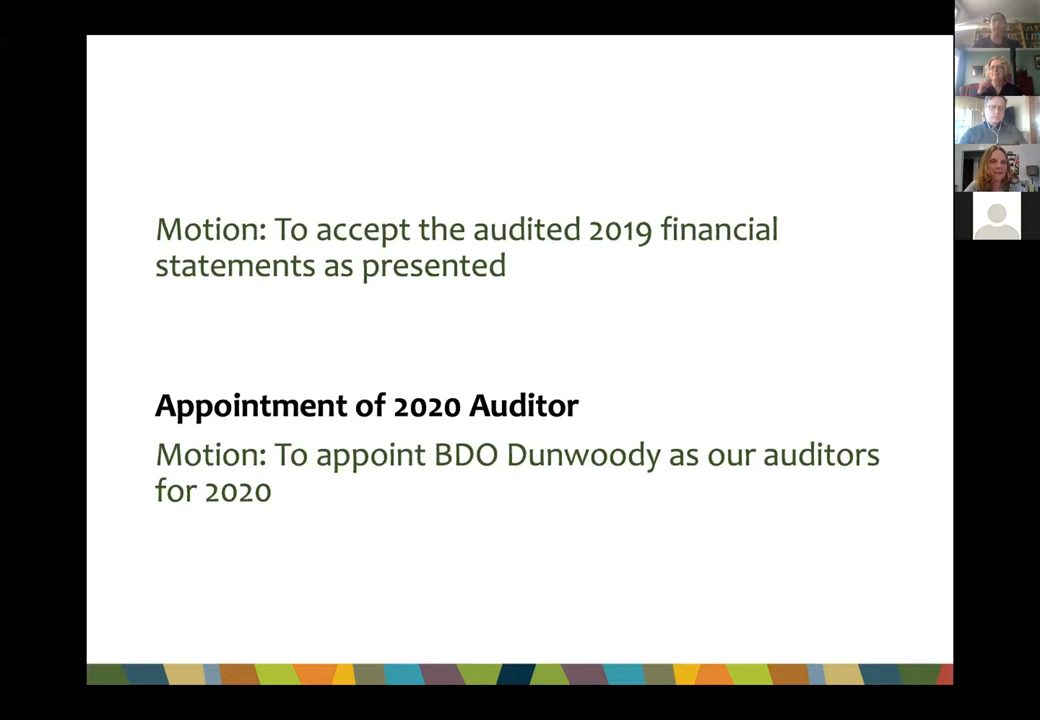 Motion: To accept the audited 2019 financial
statements as presented
Appointment of 2020 Auditor
Motion: To appoint BDO Dunwoody as our auditors
for 2020